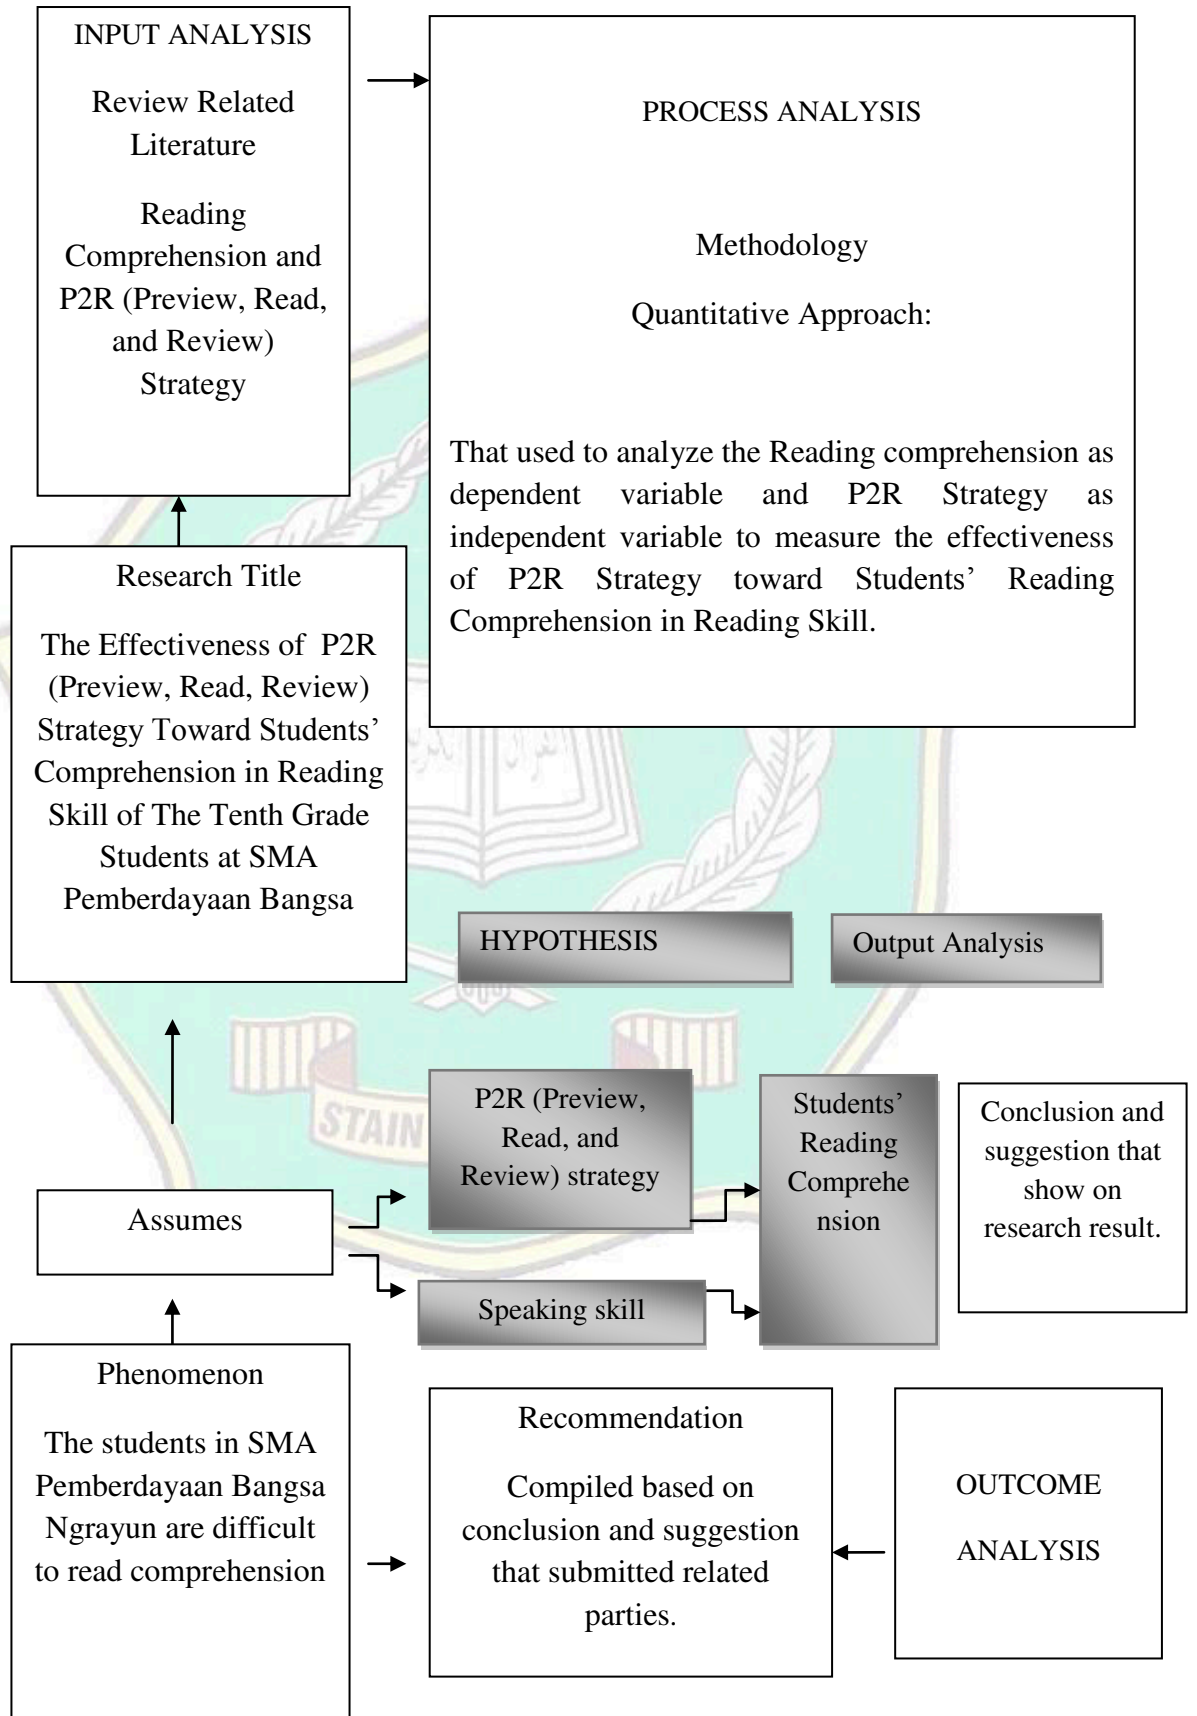 INPUT ANALYSIS
Review Related
Literature
Reading
Comprehension and
P2R (Preview, Read,
and Review)
Strategy
PROCESS ANALYSIS
Methodology
Quantitative Approach:
That used to analyze the Reading comprehension as
dependent variable and P2R Strategy as
independent variable to measure the effectiveness
of P2R Strategy toward Students’ Reading
Comprehension in Reading Skill.
Research Title
The Effectiveness of P2R
(Preview, Read, Review)
Strategy Toward Students’
Comprehension in Reading
Skill of The Tenth Grade
Students at SMA
Pemberdayaan Bangsa
HYPOTHESIS
Output Analysis
P2R (Preview,
Read, and
Review) strategy
Students’
Reading
Comprehe
nsion
Conclusion and
suggestion that
show on
research result.
STAIN
Assumes
Speaking skill
Phenomenon
The students in SMA
Pemberdayaan Bangsa
Ngrayun are difficult
to read comprehension
Recommendation
Compiled based on
conclusion and suggestion
that submitted related
parties.
OUTCOME
ANALYSIS